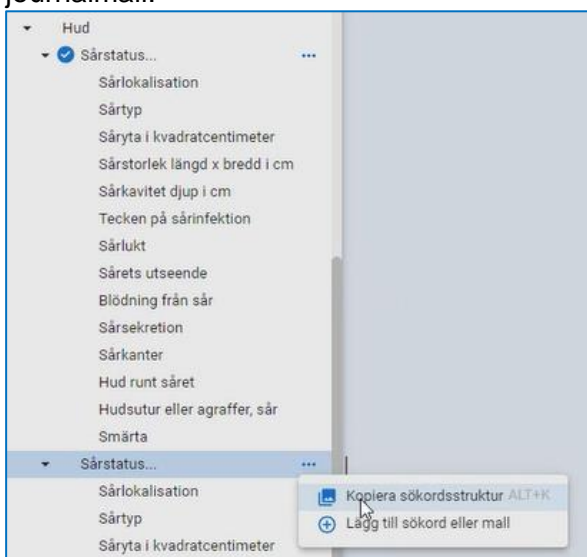 journalmall.
Hud
Sårstatus... ...
Sårlokalisation
Sårtyp
Såryta i kvadratcentimeter
Sårstorlek längd x bredd i cm
Sårkavitet djup i cm
Tecken på sårinfektion
Sårlukt
Sårets utseende
Blödning från sår
Sårsekretion
Sårkanter
Hud runt såret
Hudsutur eller agraffer, sår
Smärta
Sårstatus... ...
Sårlokalisation
Kopiera sökordsstruktur ALT+K
Sårtyp
Lägg till sökord eller mall
Såryta i kvadratcentimeter